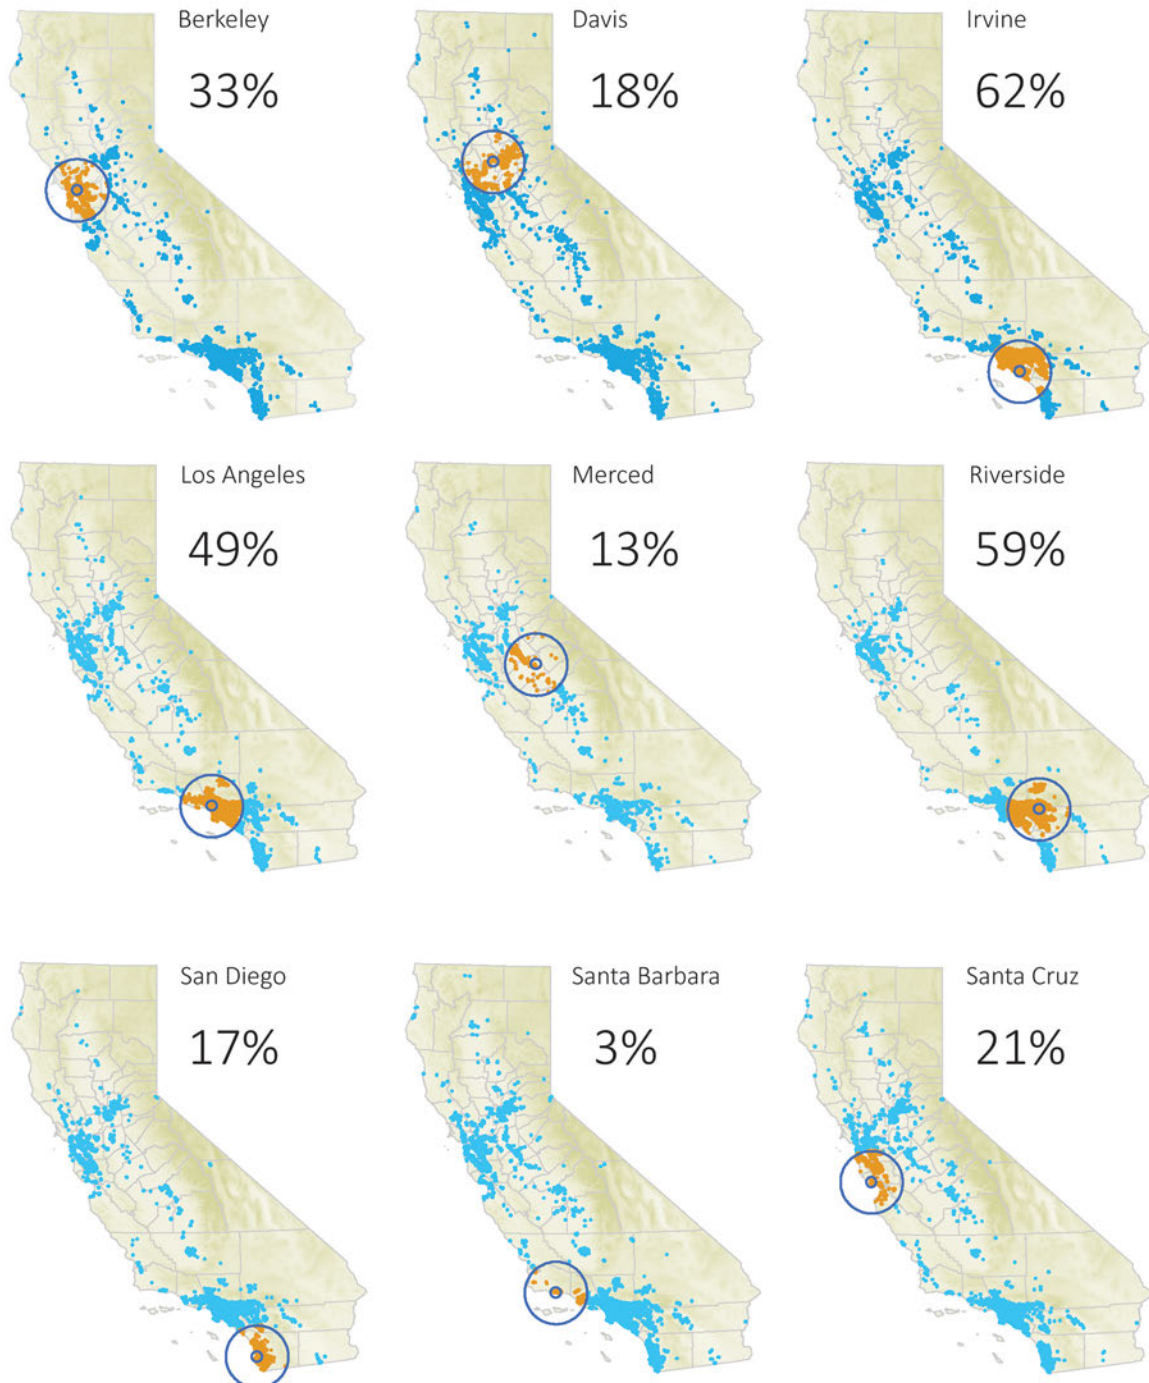 Berkeley
33%
Davis
18%
Irvine
62%
Los Angeles
49%
Merced
13%
Riverside
59%
San Diego
17%
Santa Barbara
3%
Santa Cruz
21%